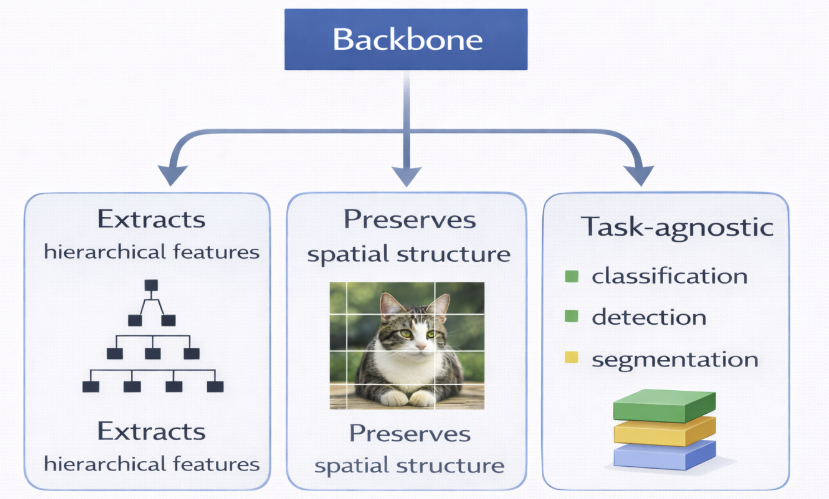 Backbone
Extracts
hierarchical features
Extracts
hierarchical features
Preserves
spatial structure
Preserves
spatial structure
Task-agnostic
classification
detection
segmentation